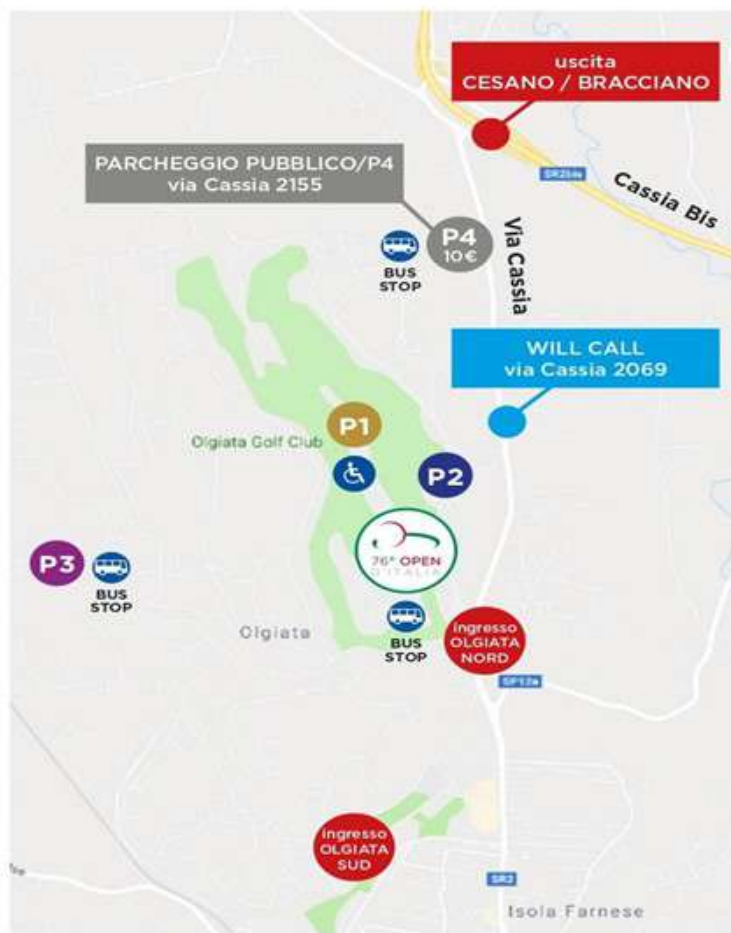 uscita
CESANO / BRACCIANO
PARCHEGGIO PUBBLICO/P4
via Cassia 2155
Cassia Bis
P4
10€
BUS
STOP
Via Cassia
WILL CALL
via Cassia 2069
P1
Olgiata Golf Club
P2
76° OPEN
D'ITALIA
P3
BUS
STOP
BUS
STOP
Olgiata
ingresso
OLGIATA
NORD
SP12a
ingresso
OLGIATA
SUD
SR2
Isola Farnese